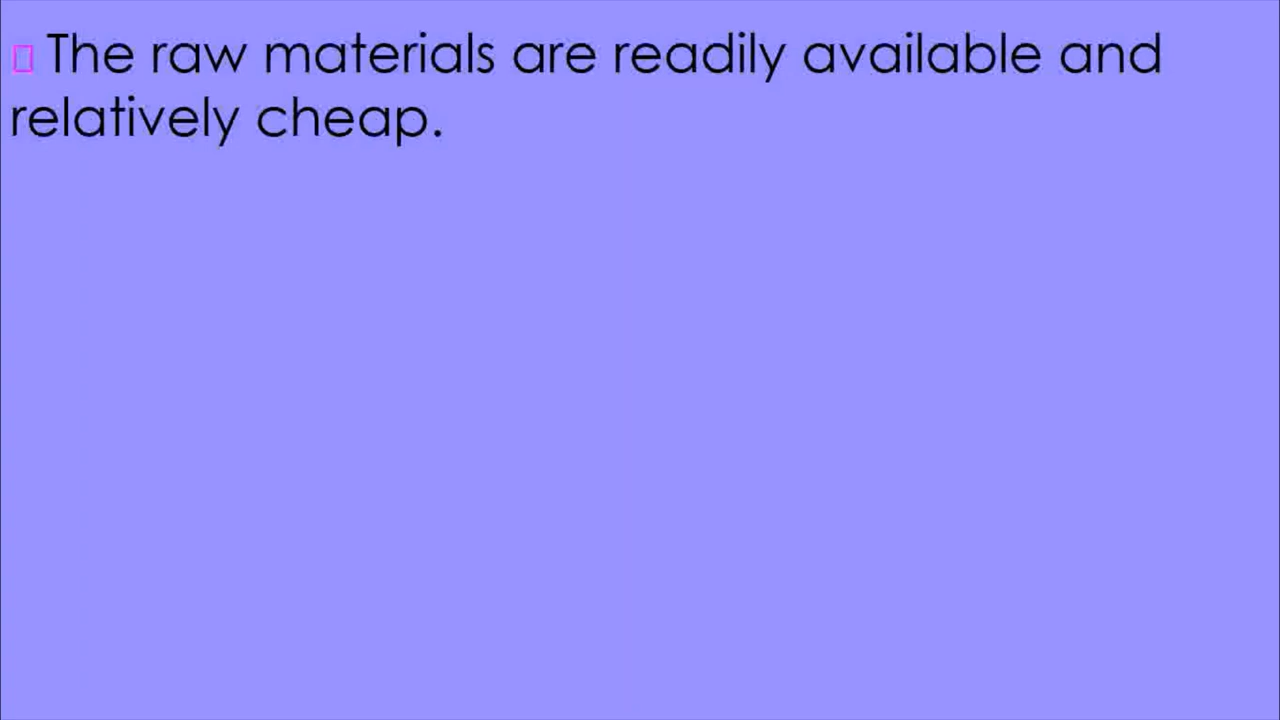 ▯ The raw materials are readily available and
relatively cheap.